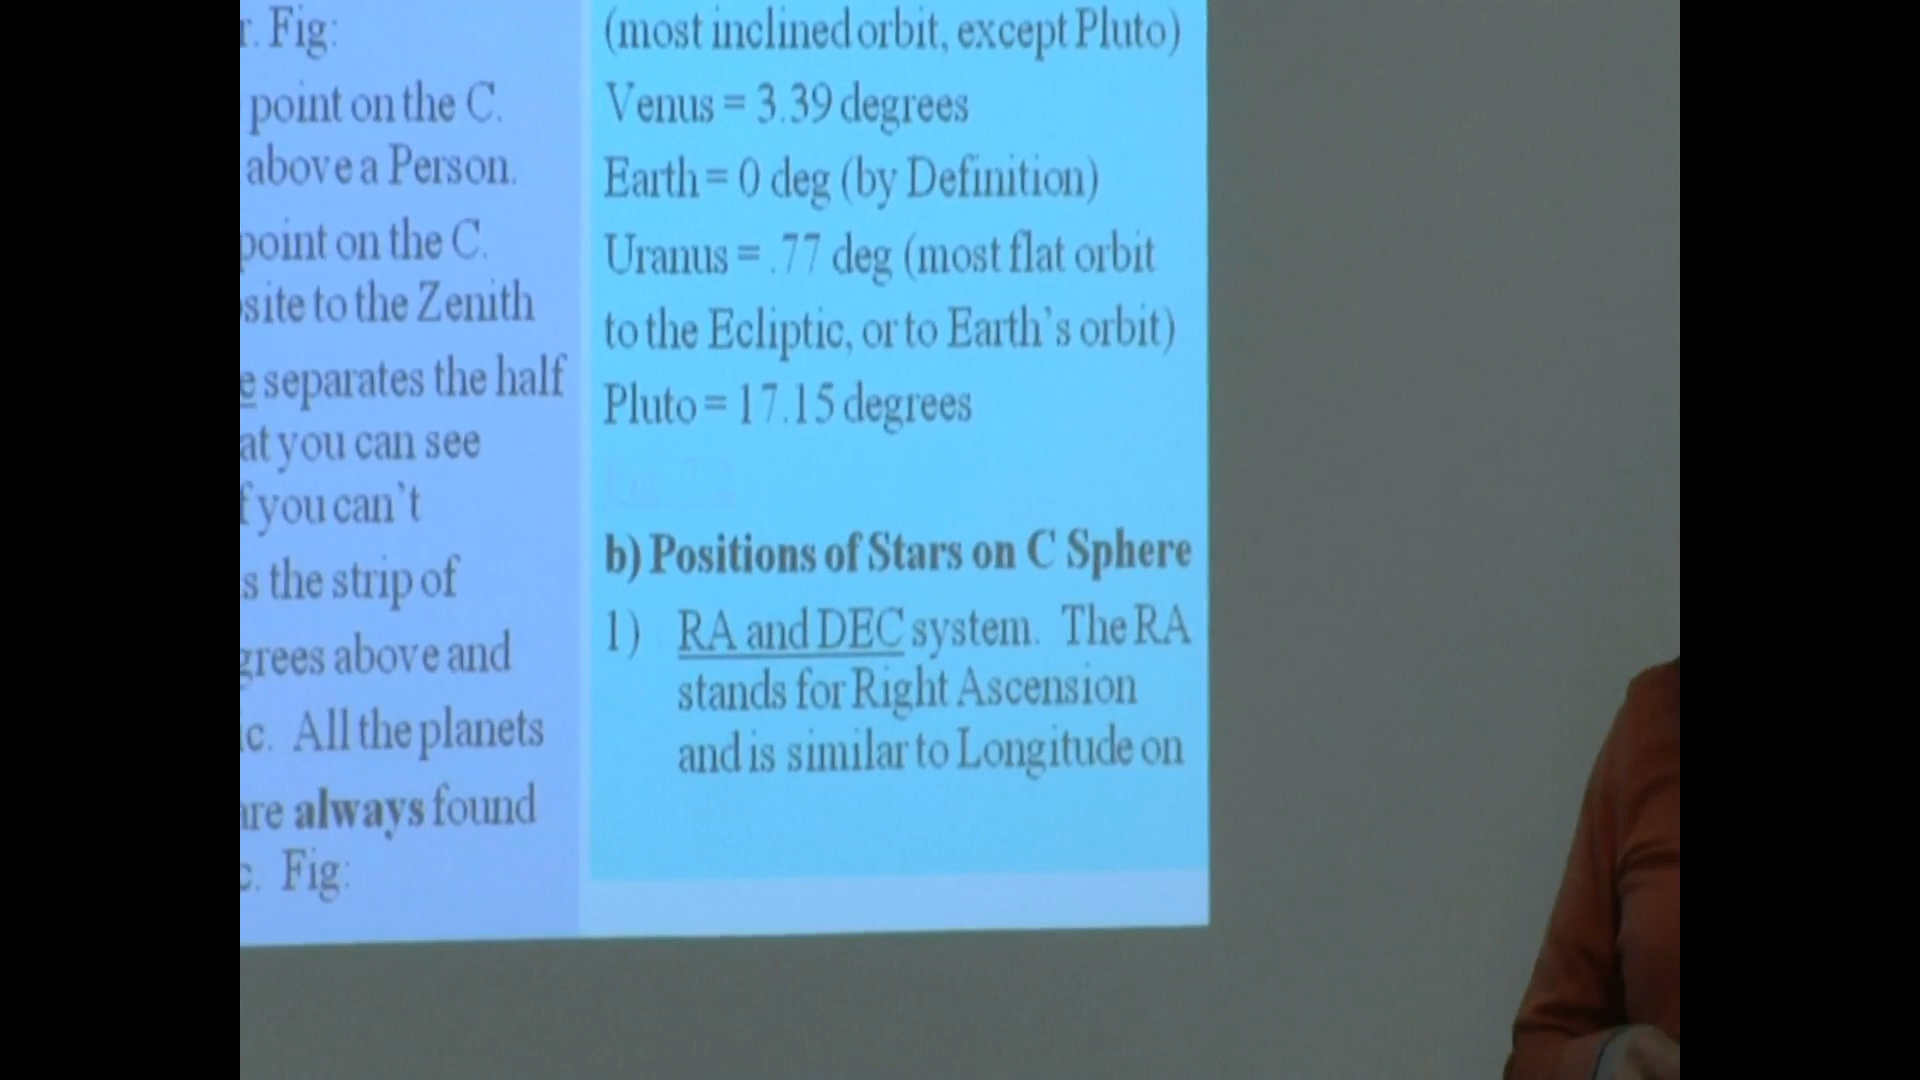 Fig:
point on the C.
above a Person.
point on the C.
to the Zenith
separates the half
you can see
you can't
the strip of
above and
All the planets
always found
Fig:
(most inclined orbit, except Pluto)
Venus = 3.39 degrees
Earth = 0 deg (by Definition)
Uranus = .77 deg (most flat orbit
to the Ecliptic, or to Earth's orbit)
Pluto = 17.15 degrees
b) Positions of Stars on C Sphere
1) RA and DEC system. The RA
stands for Right Ascension
and is similar to Longitude on